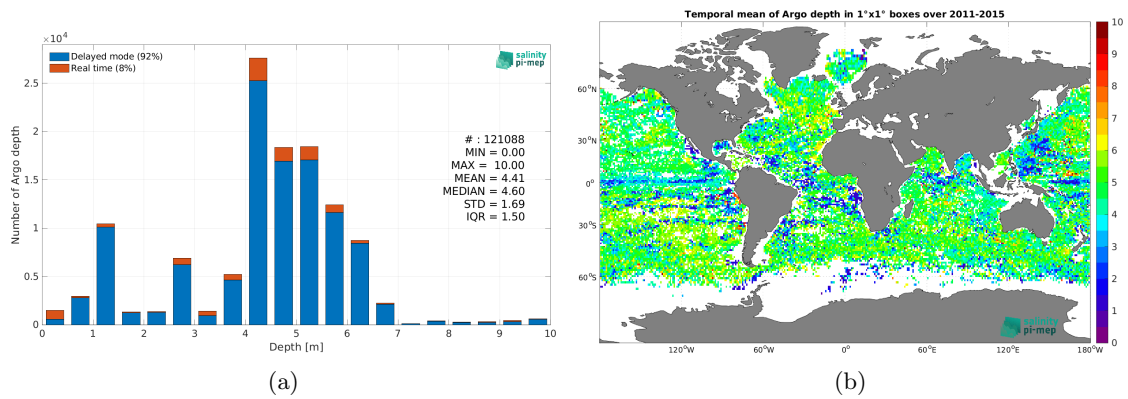 ×10⁴
Delayed mode (92%)
Real time (8%)
salinity
pi-mep
# : 121088
MIN = 0.00
MAX = 10.00
MEAN = 4.41
MEDIAN = 4.60
STD = 1.69
IQR = 1.50
Number of Argo depth
2.5
2
1.5
1
0.5
0
0 1 2 3 4 5 6 7 8 9 10
Depth [m]
(a)
Temporal mean of Argo depth in 1°x1° boxes over 2011-2015
60°N
30°N
0°
30°S
60°S
120°W 60°W 0° 60°E 120°E 180°W
salinity
pi-mep
10
9
8
7
6
5
4
3
2
1
0
(b)